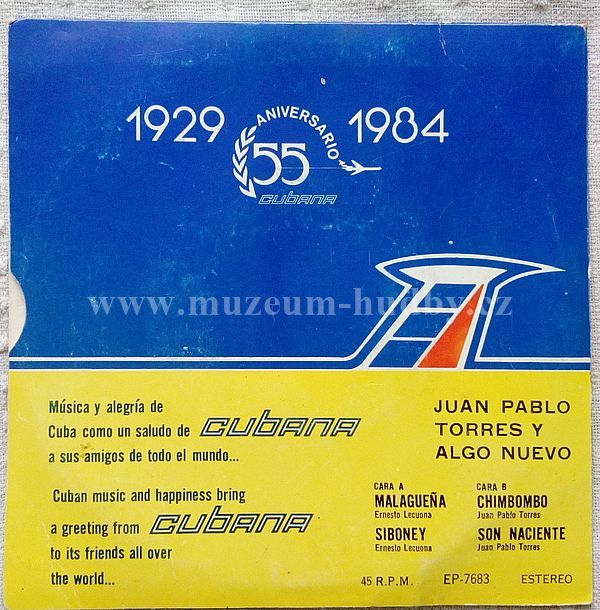 1929 ANIVERSARIO 1984
55
CUBANA
www.muzeum-hudby.cz
Música y alegría de
Cuba como un saludo de CUBANA
a sus amigos de todo el mundo...
Cuban music and happiness bring
a greeting from CUBANA
to its friends all over
the world...
JUAN PABLO
TORRES Y
ALGO NUEVO
CARA A
MALAGUEÑA
Ernesto Lecuona
SIBONEY
Ernesto Lecuona
CARA B
CHIMBOMBO
Juan Pablo Torres
SON NACIENTE
Juan Pablo Torres
45 R.P.M. EP-7683 ESTEREO